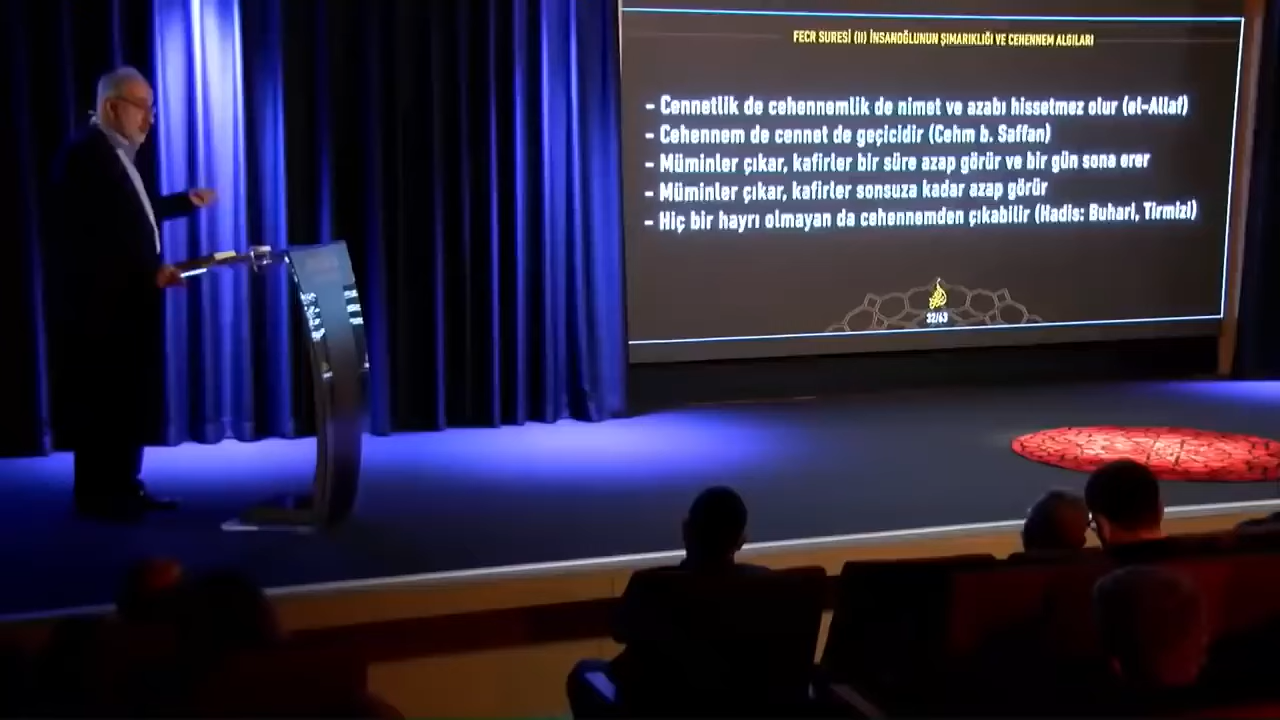 FECR SURESİ (II) İNSANOĞLUNUN ŞIMARIKLIĞI VE CEHENNEM ALGILARI
- Cennetlik de cehennemlik de nimet ve azabı hissetmez olur (el-Allaf)
- Cehennem de cennet de geçicidir (Cehm b. Saffan)
- Müminler çıkar, kafirler bir süre azap görür ve bir gün sona erer
- Müminler çıkar, kafirler sonsuza kadar azap görür
- Hiç bir hayrı olmayan da cehennemden çıkabilir (Hadis: Buhari, Tirmizi)
32/63